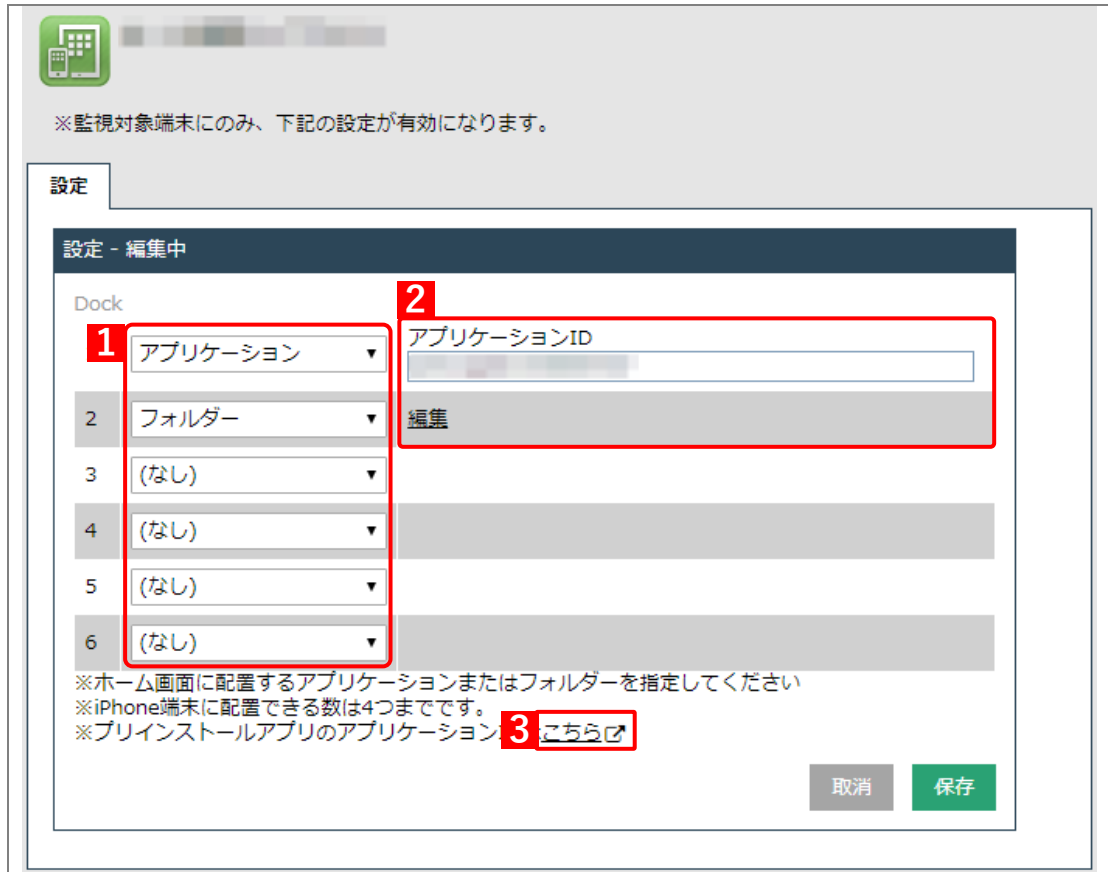 ※監視対象端末にのみ、下記の設定が有効になります。
設定
設定 - 編集中
Dock
1
アプリケーション
2
アプリケーションID
2
フォルダー
編集
3
(なし)
4
(なし)
5
(なし)
6
(なし)
※ホーム画面に配置するアプリケーションまたはフォルダーを指定してください
※iPhone端末に配置できる数は4つまでです。
※プリインストールアプリのアプリケーション
3
こちら
取消
保存